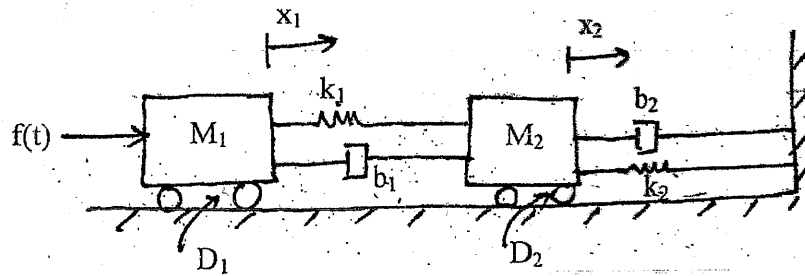 x₁
x₂
k₁
b₂
f(t)
M₁
M₂
b₁
k₂
D₁
D₂